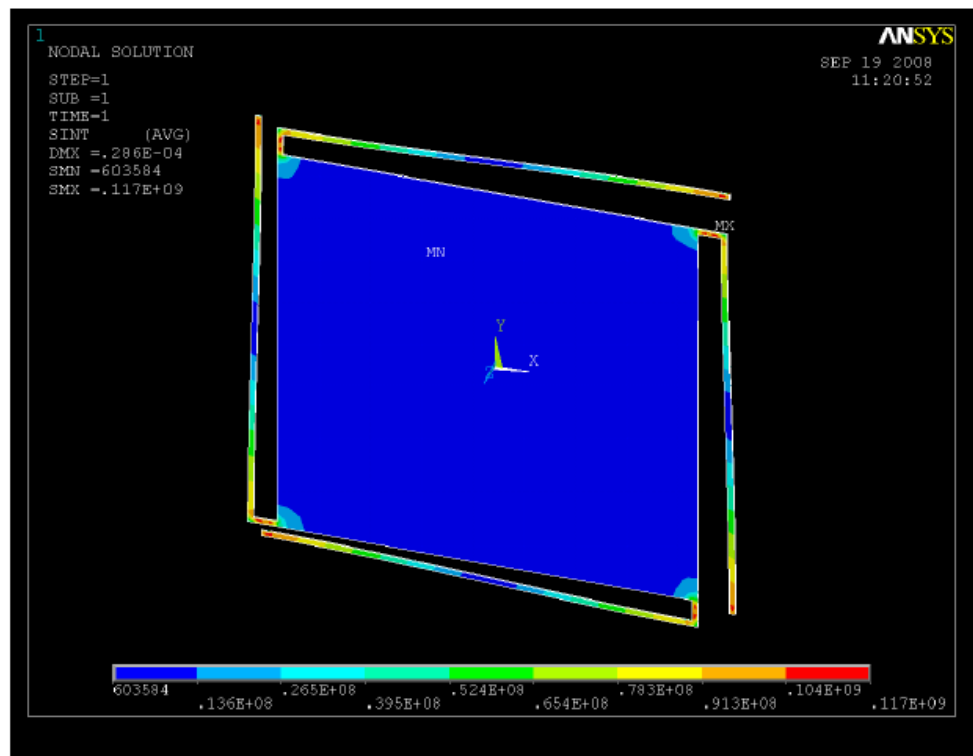 1
ANSYS
NODAL SOLUTION
SEP 19 2008
11:20:52
STEP=1
SUB =1
TIME=1
SINT (AVG)
DMX =.286E-04
SMN =603584
SMX =.117E+09
MX
MN
Y
X
Z
603584 .265E+08 .524E+08 .783E+08 .104E+09
.136E+08 .395E+08 .654E+08 .913E+08 .117E+09